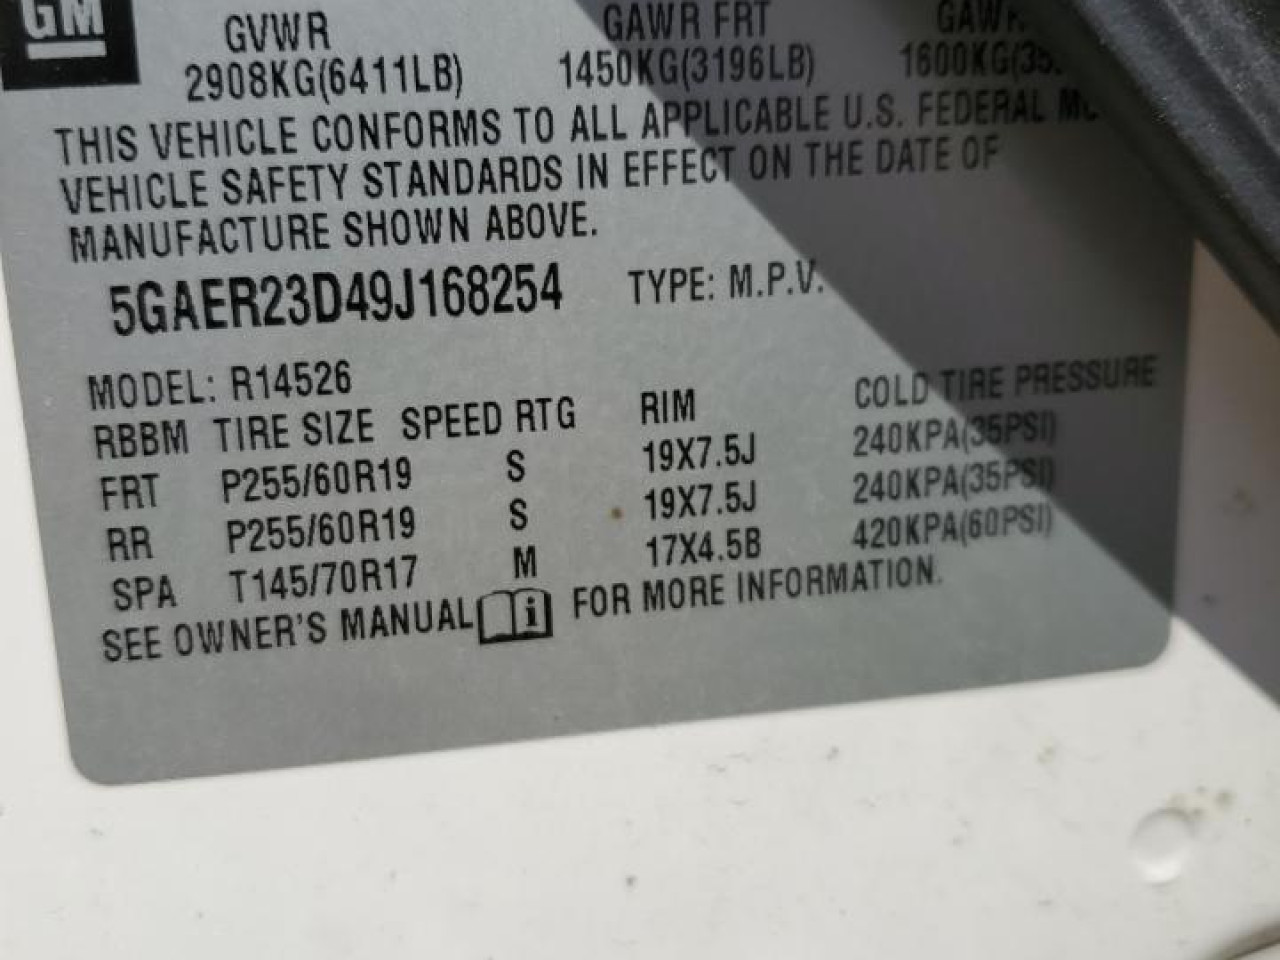 GM
GVWR GAWR FRT
2908KG(6411LB) 1450KG(3196LB)
THIS VEHICLE CONFORMS TO ALL APPLICABLE U.S. FEDERAL
VEHICLE SAFETY STANDARDS IN EFFECT ON THE DATE OF
MANUFACTURE SHOWN ABOVE.
5GAER23D49J168254 TYPE: M.P.V.
MODEL: R14526
RBBM TIRE SIZE SPEED RTG RIM COLD TIRE PRESSURE
FRT P255/60R19 S 19X7.5J 240KPA(35PSI)
RR P255/60R19 S 19X7.5J 240KPA(35PSI)
SPA T145/70R17 M 17X4.5B 420KPA(60PSI)
SEE OWNER'S MANUAL i FOR MORE INFORMATION.